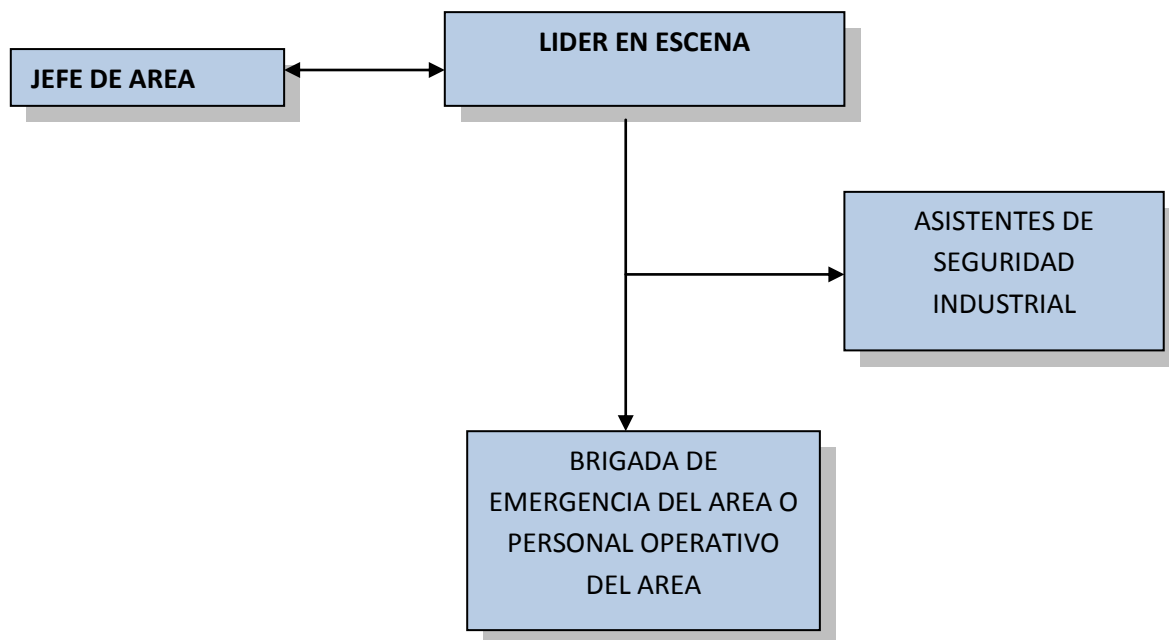 LIDER EN ESCENA
JEFE DE AREA
ASISTENTES DE
SEGURIDAD
INDUSTRIAL
BRIGADA DE
EMERGENCIA DEL AREA O
PERSONAL OPERATIVO
DEL AREA